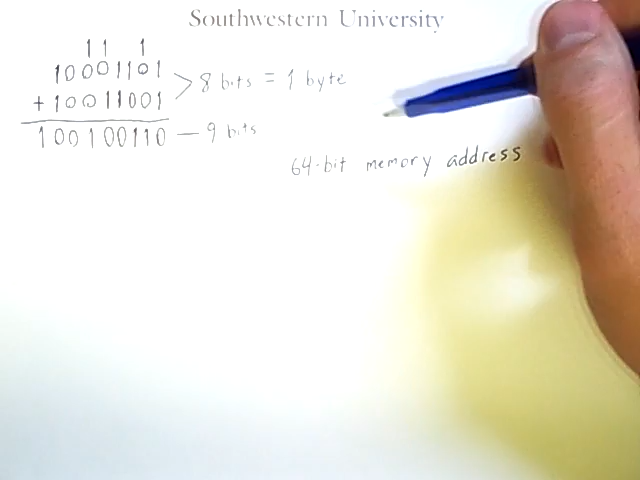 Southwestern University
11 1
10001101
+10011001
> 8 bits = 1 byte
100100110 — 9 bits
64-bit memory address